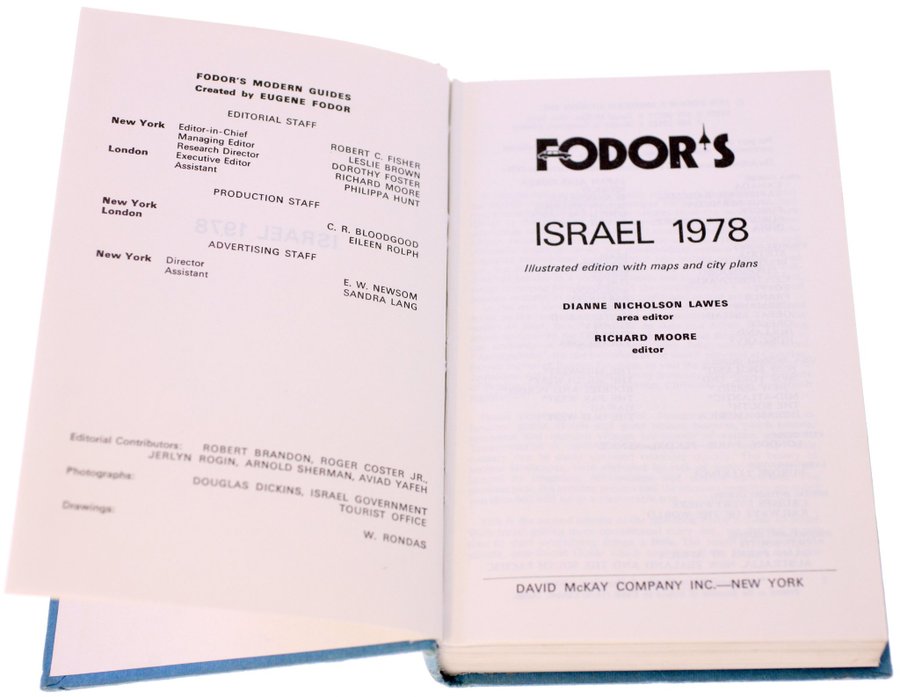 FODOR'S MODERN GUIDES
Created by EUGENE FODOR
EDITORIAL STAFF
New York Editor-in-Chief ROBERT C. FISHER
Managing Editor LESLIE BROWN
Research Director DOROTHY FOSTER
London Executive Editor RICHARD MOORE
Assistant PHILIPPA HUNT
PRODUCTION STAFF
New York C. R. BLOODGOOD
London EILEEN ROLPH
ADVERTISING STAFF
New York Director E. W. NEWSOM
Assistant SANDRA LANG
Editorial Contributors: ROBERT BRANDON, ROGER COSTER JR.,
JERLYN ROGIN, ARNOLD SHERMAN, AVIAD YAFEH
Photographs: DOUGLAS DICKINS, ISRAEL GOVERNMENT
TOURIST OFFICE
Drawings: W. RONDAS
FODOR'S
ISRAEL 1978
Illustrated edition with maps and city plans
DIANNE NICHOLSON LAWES
area editor
RICHARD MOORE
editor
DAVID McKAY COMPANY INC.—NEW YORK